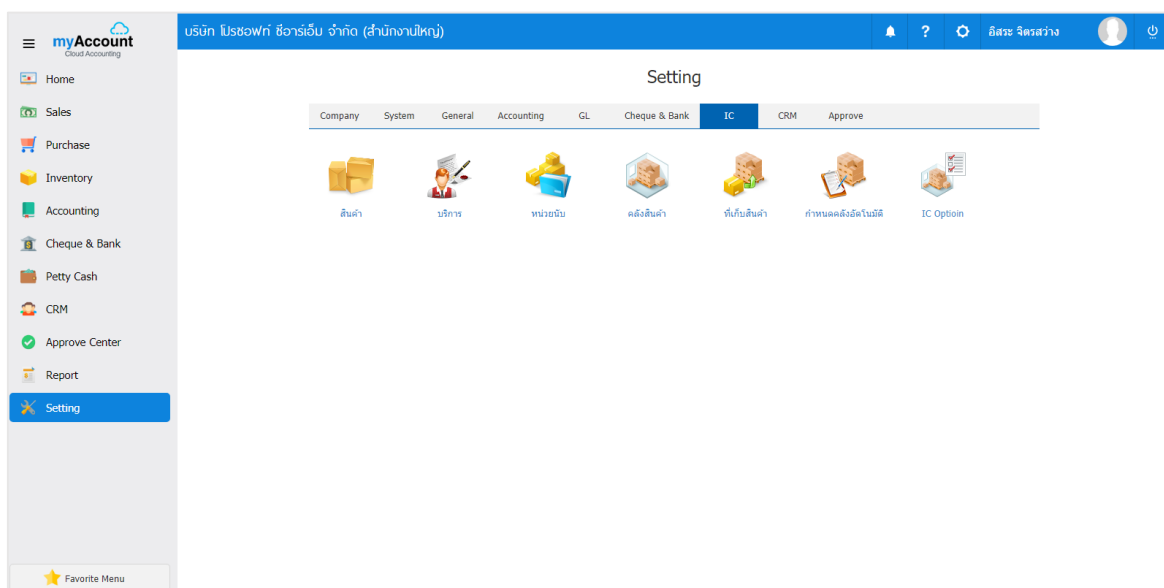 myAccount
Cloud Accounting
บริษัท โปรซอฟท์ ซีอาร์เอ็ม จำกัด (สำนักงานใหญ่)
?
อิสระ จิตรสว่าง
Home
Sales
Purchase
Inventory
Accounting
Cheque & Bank
Petty Cash
CRM
Approve Center
Report
Setting
Favorite Menu
Setting
Company System General Accounting GL Cheque & Bank IC CRM Approve
สินค้า บริการ หน่วยนับ คลังสินค้า ที่เก็บสินค้า กำหนดคลังอัตโนมัติ IC Optioin